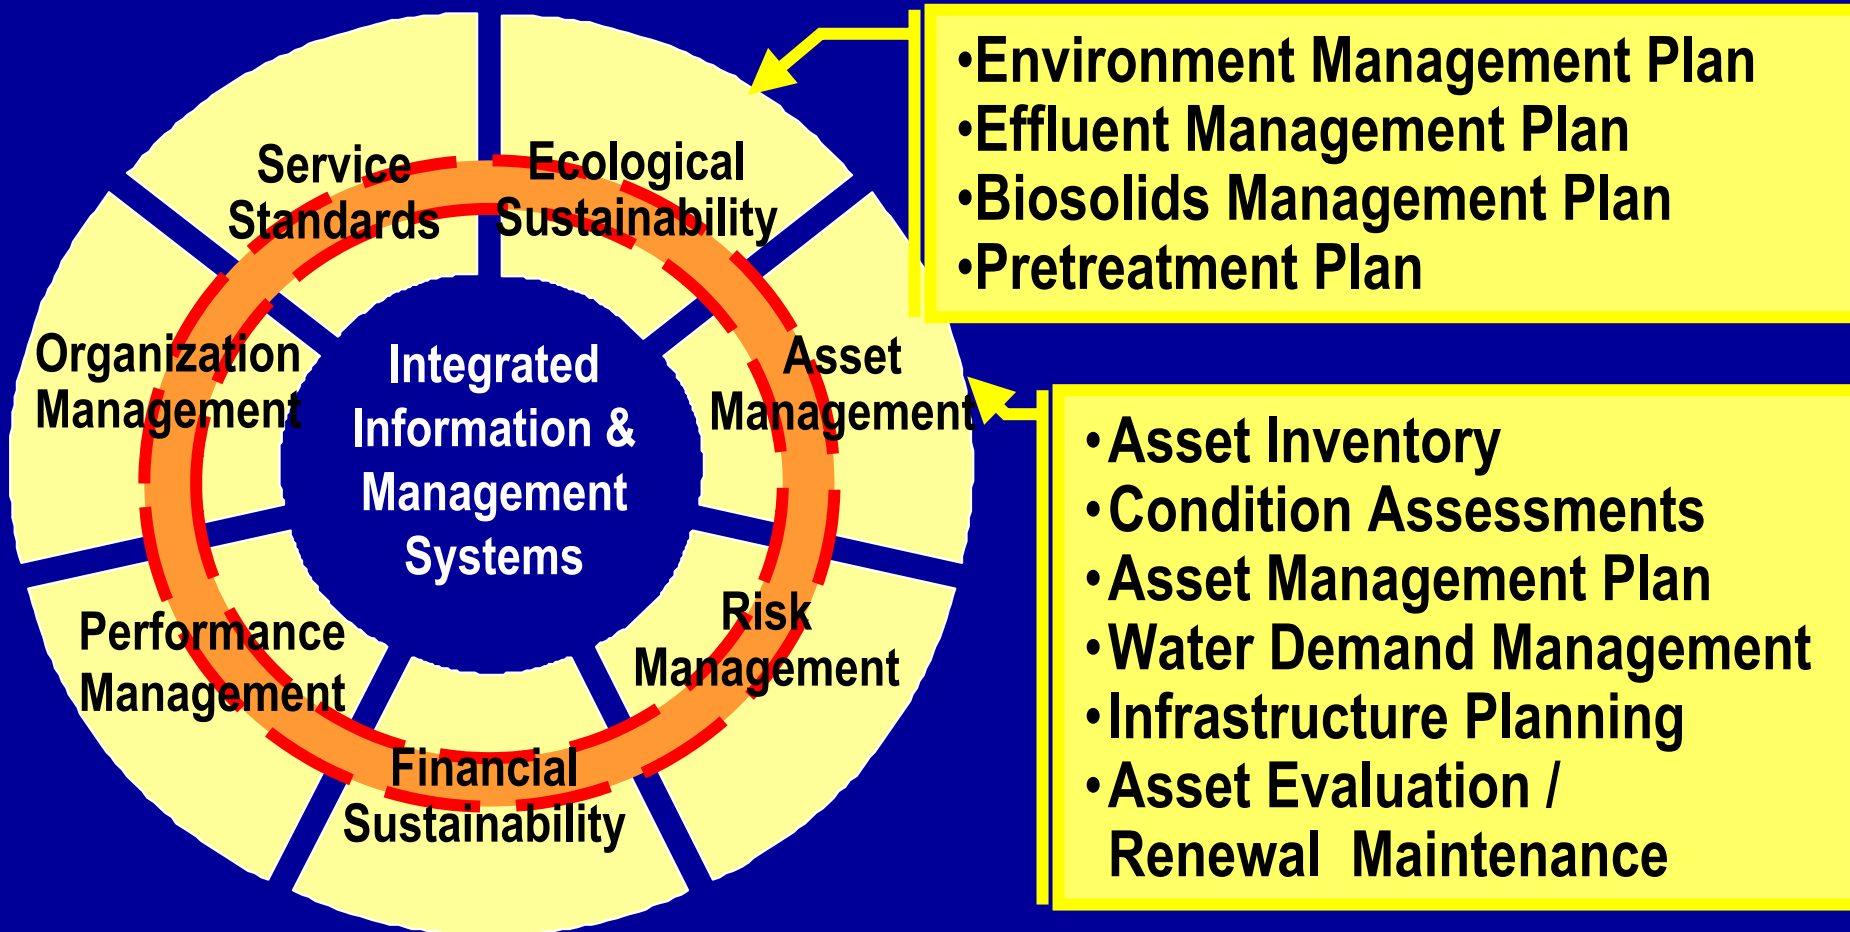 Service
Standards
Ecological
Sustainability
Organization
Management
Integrated
Information &
Management
Systems
Asset
Management
Performance
Management
Risk
Management
Financial
Sustainability
•Environment Management Plan
•Effluent Management Plan
•Biosolids Management Plan
•Pretreatment Plan
•Asset Inventory
•Condition Assessments
•Asset Management Plan
•Water Demand Management
•Infrastructure Planning
•Asset Evaluation /
Renewal  Maintenance